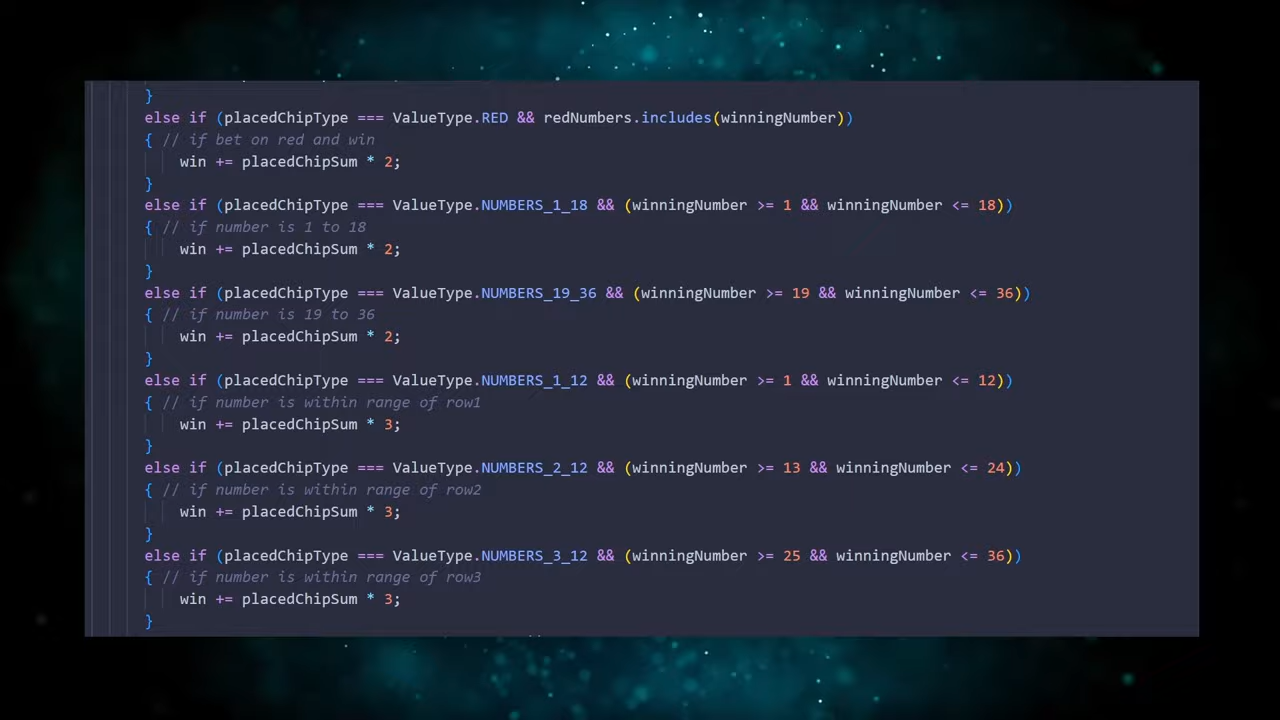 }
else if (placedChipType === ValueType.RED && redNumbers.includes(winningNumber))
{ // if bet on red and win
win += placedChipSum * 2;
}
else if (placedChipType === ValueType.NUMBERS_1_18 && (winningNumber >= 1 && winningNumber <= 18))
{ // if number is 1 to 18
win += placedChipSum * 2;
}
else if (placedChipType === ValueType.NUMBERS_19_36 && (winningNumber >= 19 && winningNumber <= 36))
{ // if number is 19 to 36
win += placedChipSum * 2;
}
else if (placedChipType === ValueType.NUMBERS_1_12 && (winningNumber >= 1 && winningNumber <= 12))
{ // if number is within range of row1
win += placedChipSum * 3;
}
else if (placedChipType === ValueType.NUMBERS_2_12 && (winningNumber >= 13 && winningNumber <= 24))
{ // if number is within range of row2
win += placedChipSum * 3;
}
else if (placedChipType === ValueType.NUMBERS_3_12 && (winningNumber >= 25 && winningNumber <= 36))
{ // if number is within range of row3
win += placedChipSum * 3;
}